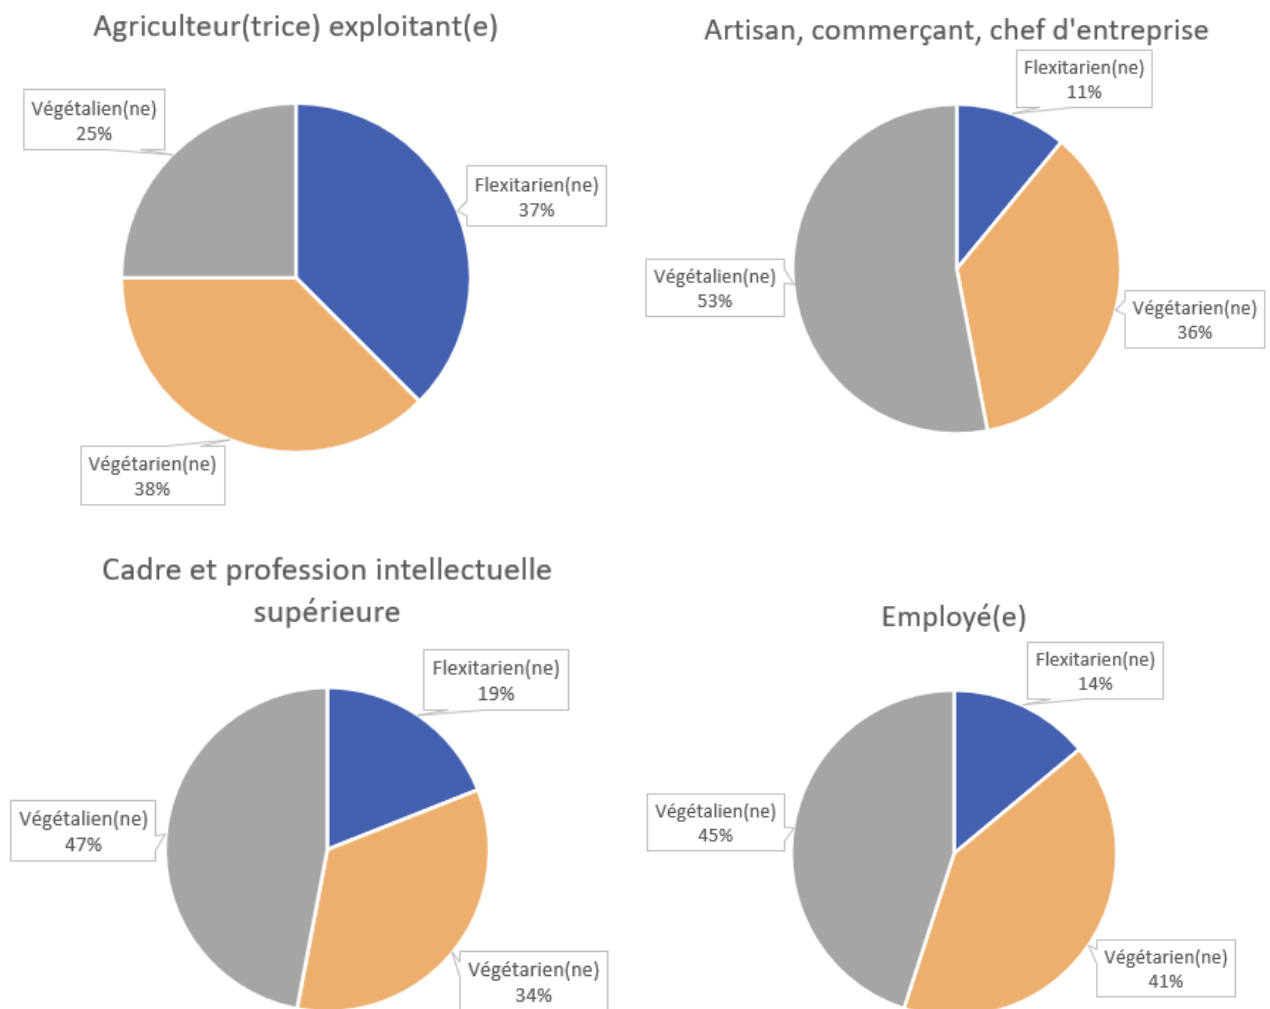 Agriculteur(trice) exploitant(e)
Végétalien(ne)
25%
Flexitarien(ne)
37%
Végétarien(ne)
38%
Artisan, commerçant, chef d'entreprise
Flexitarien(ne)
11%
Végétalien(ne)
53%
Végétarien(ne)
36%
Cadre et profession intellectuelle
supérieure
Flexitarien(ne)
19%
Végétalien(ne)
47%
Végétarien(ne)
34%
Employé(e)
Flexitarien(ne)
14%
Végétalien(ne)
45%
Végétarien(ne)
41%